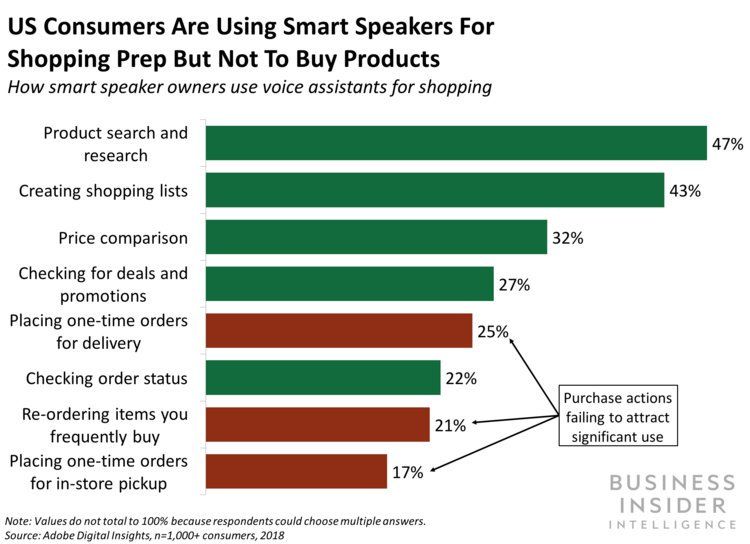 US Consumers Are Using Smart Speakers For
Shopping Prep But Not To Buy Products
How smart speaker owners use voice assistants for shopping
Product search and
research
47%
Creating shopping lists
43%
Price comparison
32%
Checking for deals and
promotions
27%
Placing one-time orders
for delivery
25%
Checking order status
22%
Re-ordering items you
frequently buy
21%
Placing one-time orders
for in-store pickup
17%
Purchase actions
failing to attract
significant use
BUSINESS
INSIDER
INTELLIGENCE
Note: Values do not total to 100% because respondents could choose multiple answers.
Source: Adobe Digital Insights, n=1,000+ consumers, 2018